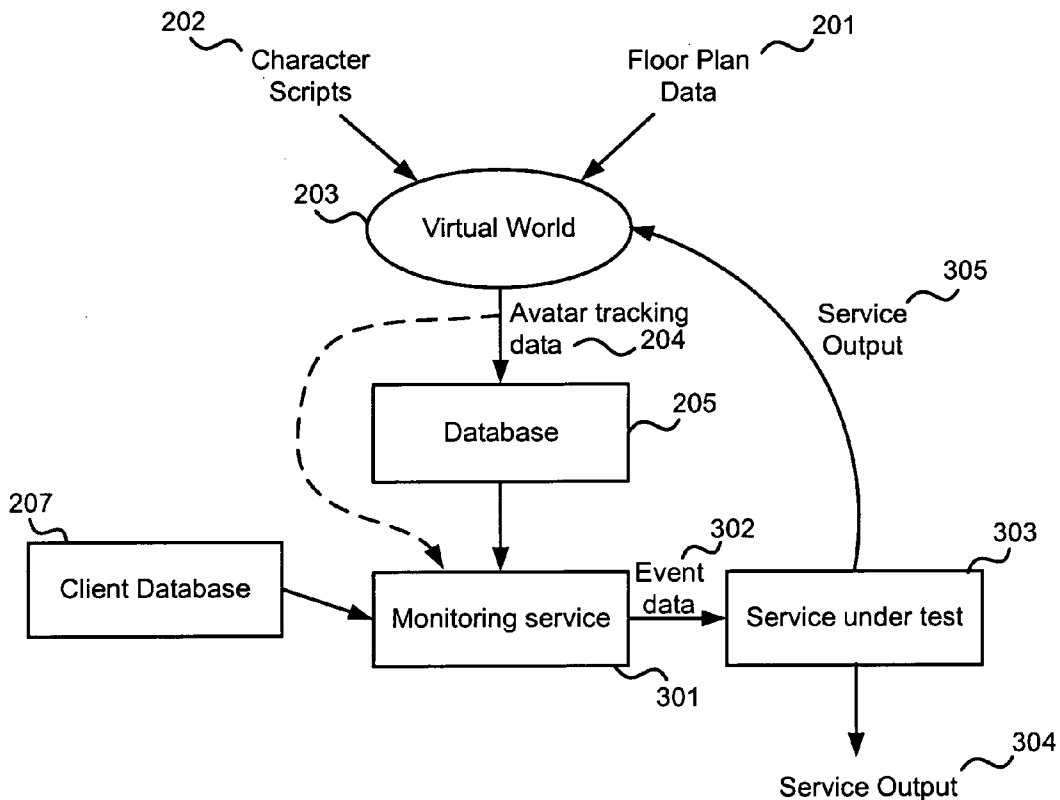 202
Character
Scripts
201
Floor Plan
Data
203
Virtual World
305
Service
Output
Avatar tracking
data
204
205
Database
207
Client Database
302
Event
data
303
Monitoring service
Service under test
301
304
Service Output